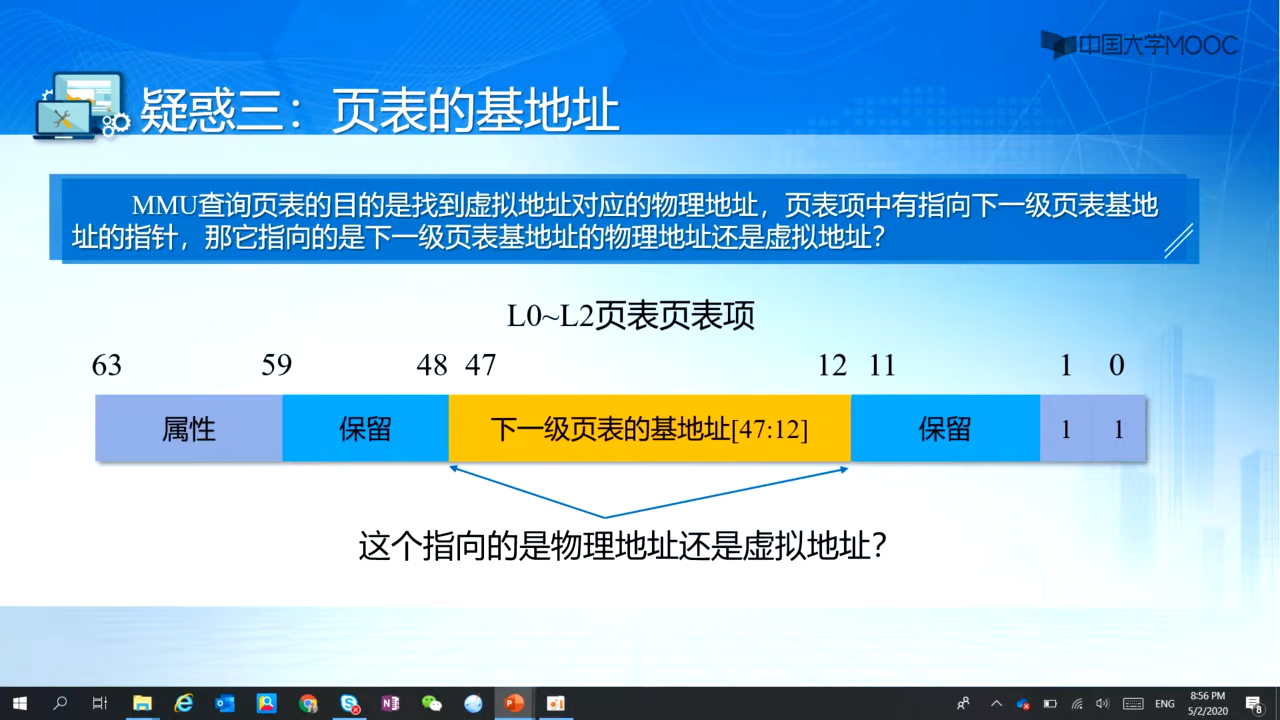 中国大学MOOC
疑惑三：页表的基地址
MMU查询页表的目的是找到虚拟地址对应的物理地址，页表项中有指向下一级页表基地
址的指针，那它指向的是下一级页表基地址的物理地址还是虚拟地址？
L0~L2页表页表项
63 59 48 47 12 11 1 0
属性 保留 下一级页表的基地址[47:12] 保留 1 1
这个指向的是物理地址还是虚拟地址？
ENG
8:56 PM
5/2/2020
8